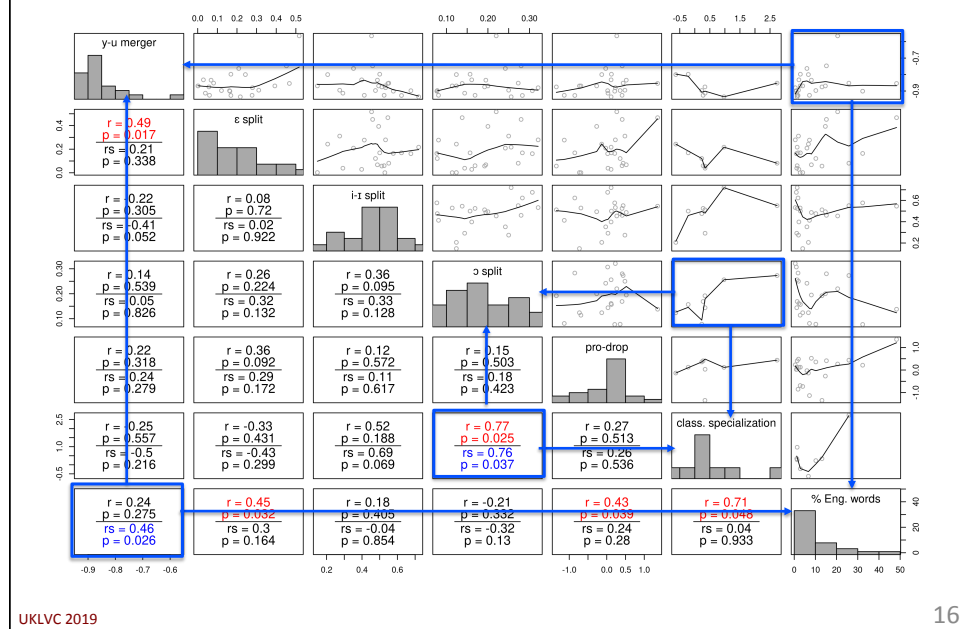 0.0 0.1 0.2 0.3 0.4 0.5
0.10 0.20 0.30
-0.5 0.5 1.5 2.5
y-u merger
-0.9 -0.7
r = 0.49
p = 0.017
rs = 0.21
p = 0.338
ε split
0.0 0.2 0.4
r = -0.22
p = 0.305
rs = -0.41
p = 0.052
r = 0.08
p = 0.72
rs = 0.02
p = 0.922
i-ɪ split
0.2 0.4 0.6
r = 0.14
p = 0.539
rs = 0.05
p = 0.826
r = 0.26
p = 0.224
rs = 0.32
p = 0.132
r = 0.36
p = 0.095
rs = 0.33
p = 0.128
ɔ split
0.10 0.20 0.30
r = 0.22
p = 0.318
rs = 0.24
p = 0.279
r = 0.36
p = 0.092
rs = 0.29
p = 0.172
r = 0.12
p = 0.572
rs = 0.11
p = 0.617
r = 0.15
p = 0.503
rs = 0.18
p = 0.423
pro-drop
-1.0 0.0 1.0
r = -0.25
p = 0.557
rs = -0.5
p = 0.216
r = -0.33
p = 0.431
rs = -0.43
p = 0.299
r = 0.52
p = 0.188
rs = 0.69
p = 0.069
r = 0.77
p = 0.025
rs = 0.76
p = 0.037
r = 0.27
p = 0.513
rs = 0.26
p = 0.536
class. specialization
-0.5 1.0 2.5
r = 0.24
p = 0.275
rs = 0.46
p = 0.026
r = 0.45
p = 0.032
rs = 0.3
p = 0.164
r = 0.18
p = 0.405
rs = -0.04
p = 0.854
r = -0.21
p = 0.332
rs = -0.32
p = 0.13
r = 0.43
p = 0.039
rs = 0.24
p = 0.28
r = 0.71
p = 0.048
rs = 0.04
p = 0.933
% Eng. words
0 20 40
-0.9 -0.8 -0.7 -0.6
0.2 0.4 0.6
-1.0 0.0 1.0
0 10 20 30 40 50
UKLVC 2019
16